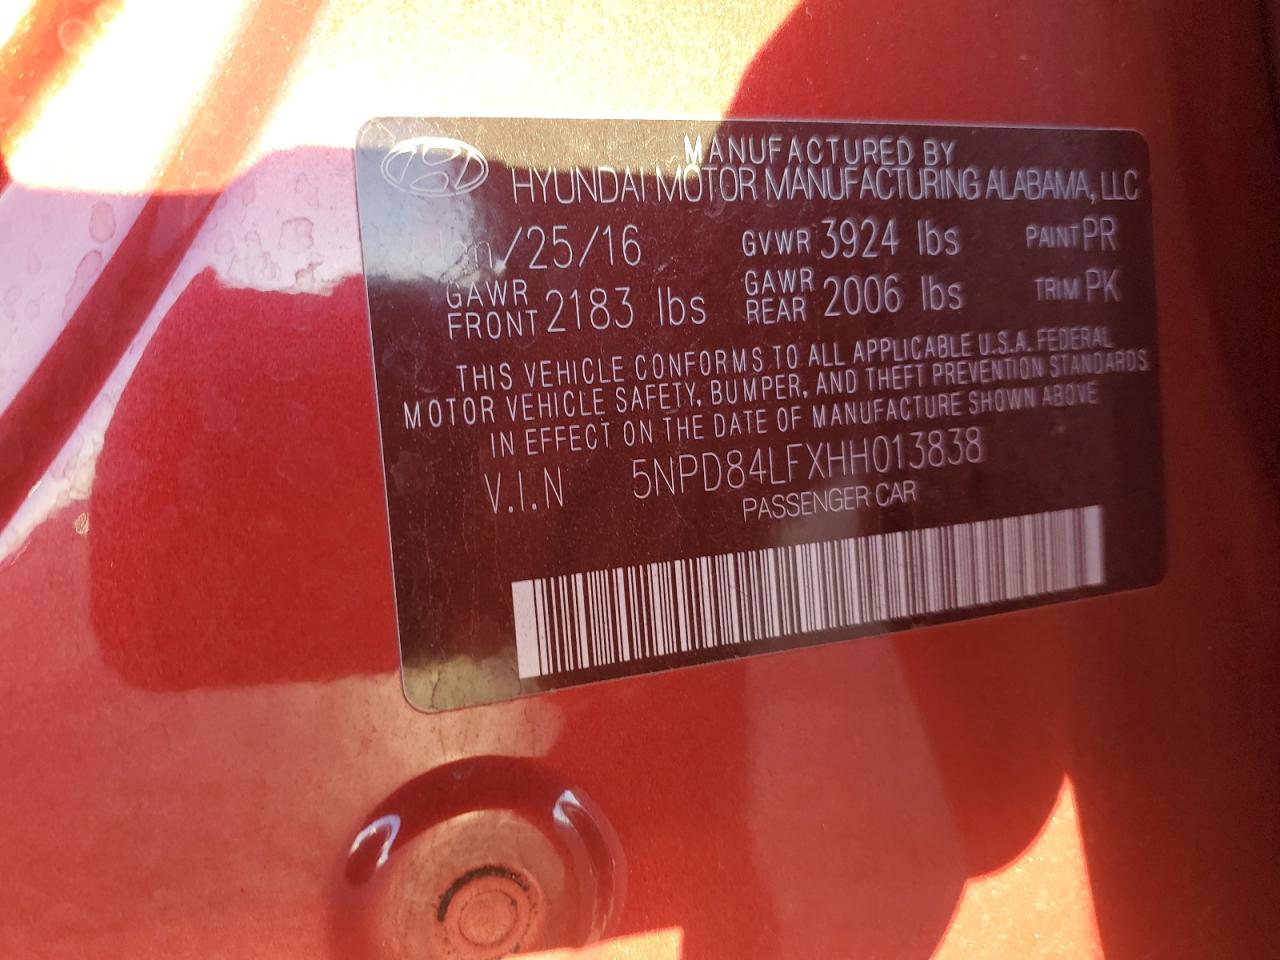 MANUFACTURED BY
HYUNDAI MOTOR MANUFACTURING ALABAMA, LLC
/25/16 GVWR 3924 lbs PAINT PR
GAWR FRONT 2183 lbs GAWR REAR 2006 lbs TRIM PK
THIS VEHICLE CONFORMS TO ALL APPLICABLE U.S.A. FEDERAL
MOTOR VEHICLE SAFETY, BUMPER, AND THEFT PREVENTION STANDARDS
IN EFFECT ON THE DATE OF MANUFACTURE SHOWN ABOVE
V.I.N 5NPD84LFXHH013838
PASSENGER CAR